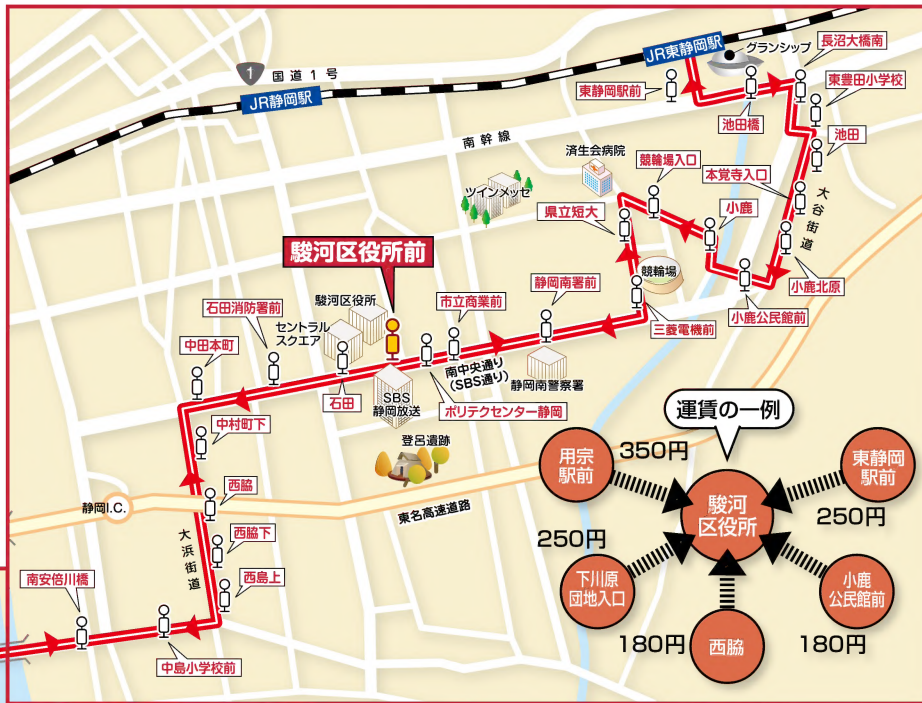 JR東静岡駅
グランシップ
長沼大橋南
1
国道1号
JR静岡駅
東静岡駅前
東豊田小学校
池田橋
池田
南幹線
済生会病院
競輪場入口
本覚寺入口
大谷街道
ツインメッセ
県立短大
小鹿
駿河区役所前
競輪場
小鹿北原
静岡南署前
駿河区役所
市立商業前
石田消防署前
セントラル
スクエア
三菱電機前
小鹿公民館前
中田本町
南中央通り
(SBS通り)
静岡南警察署
石田
SBS
静岡放送
ポリテクセンター静岡
中村町下
登呂遺跡
静岡I.C.
西脇
東名高速道路
大浜街道
西脇下
西島上
南安倍川橋
中島小学校前
運賃の一例
用宗
駅前
350円
東静岡
駅前
駿河
区役所
250円
250円
下川原
団地入口
小鹿
公民館前
180円
西脇
180円